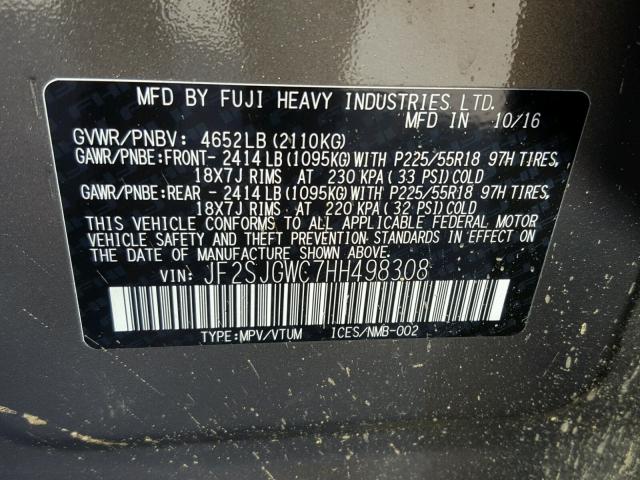 MFD BY FUJI HEAVY INDUSTRIES LTD.
MFD IN 10/16
GVWR/PNBV: 4652LB(2110KG)
GAWR/PNBE:FRONT- 2414LB(1095KG)WITH P225/55R18 97H TIRES,
18X7J RIMS AT 230 KPA(33 PSI)COLD
GAWR/PNBE:REAR - 2414LB(1095KG)WITH P225/55R18 97H TIRES,
18X7J RIMS AT 220 KPA(32 PSI)COLD
THIS VEHICLE CONFORMS TO ALL APPLICABLE FEDERAL MOTOR
VEHICLE SAFETY AND THEFT PREVENTION STANDARDS IN EFFECT
ON THE DATE OF MANUFACTURE SHOWN ABOVE.
VIN: JF2SJGWC7HH498308
TYPE:MPV/VTUM ICES/NMB-002